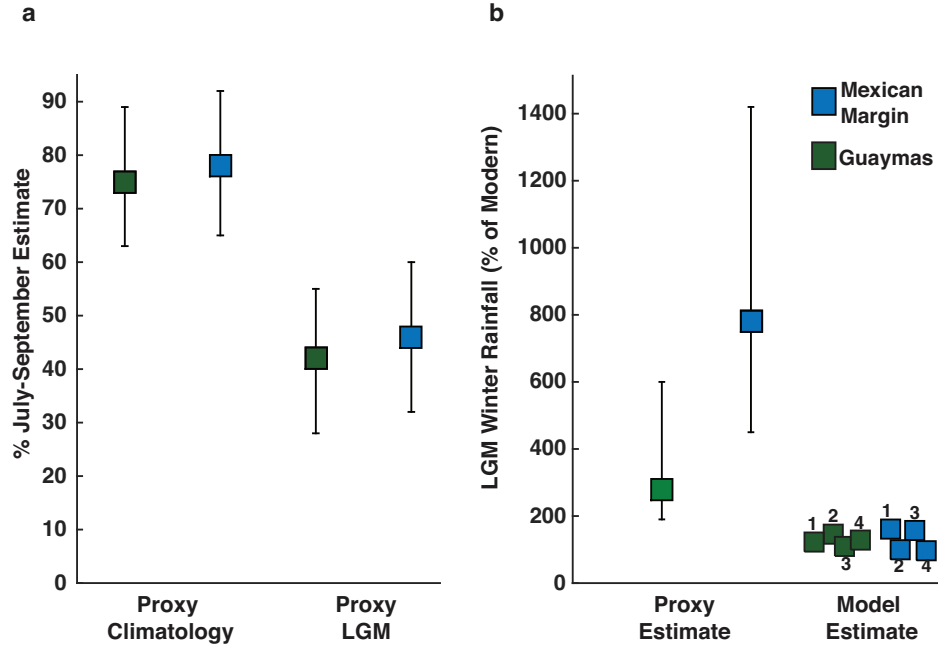 a
% July-September Estimate
90
80
70
60
50
40
30
20
10
0
Proxy
Climatology
Proxy
LGM
b
LGM Winter Rainfall (% of Modern)
1400
1200
1000
800
600
400
200
0
Mexican
Margin
Guaymas
1
2
3
4
1
2
3
4
Proxy
Estimate
Model
Estimate